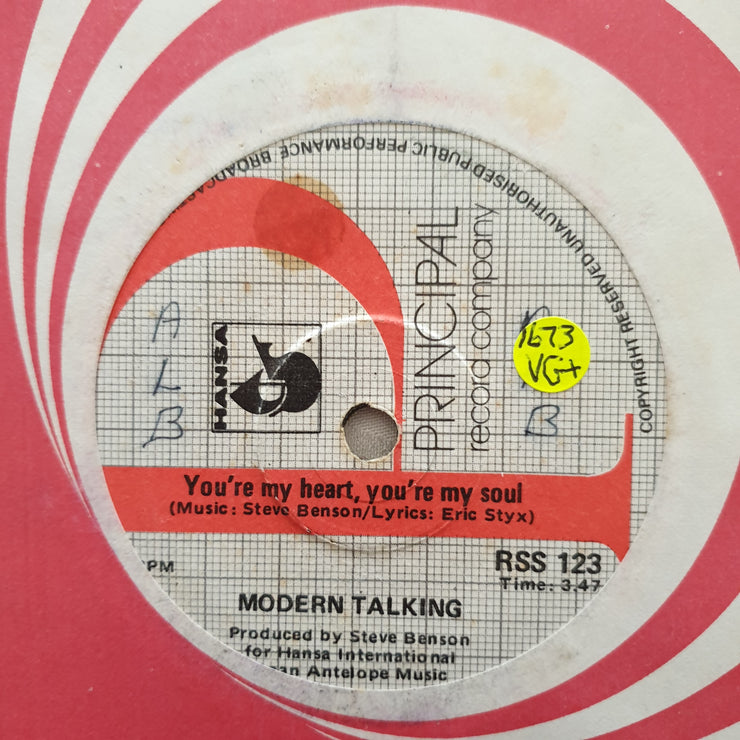 COPYRIGHT RESERVED UNAUTHORISED PUBLIC PERFORMANCE, BROADCAST
PRINCIPAL
record company
HANSA
A
L
B
1673
VG+
B
You're my heart, you're my soul
(Music: Steve Benson/Lyrics: Eric Styx)
PM
RSS 123
Time: 3.47
MODERN TALKING
Produced by Steve Benson
for Hansa International
an Antelope Music